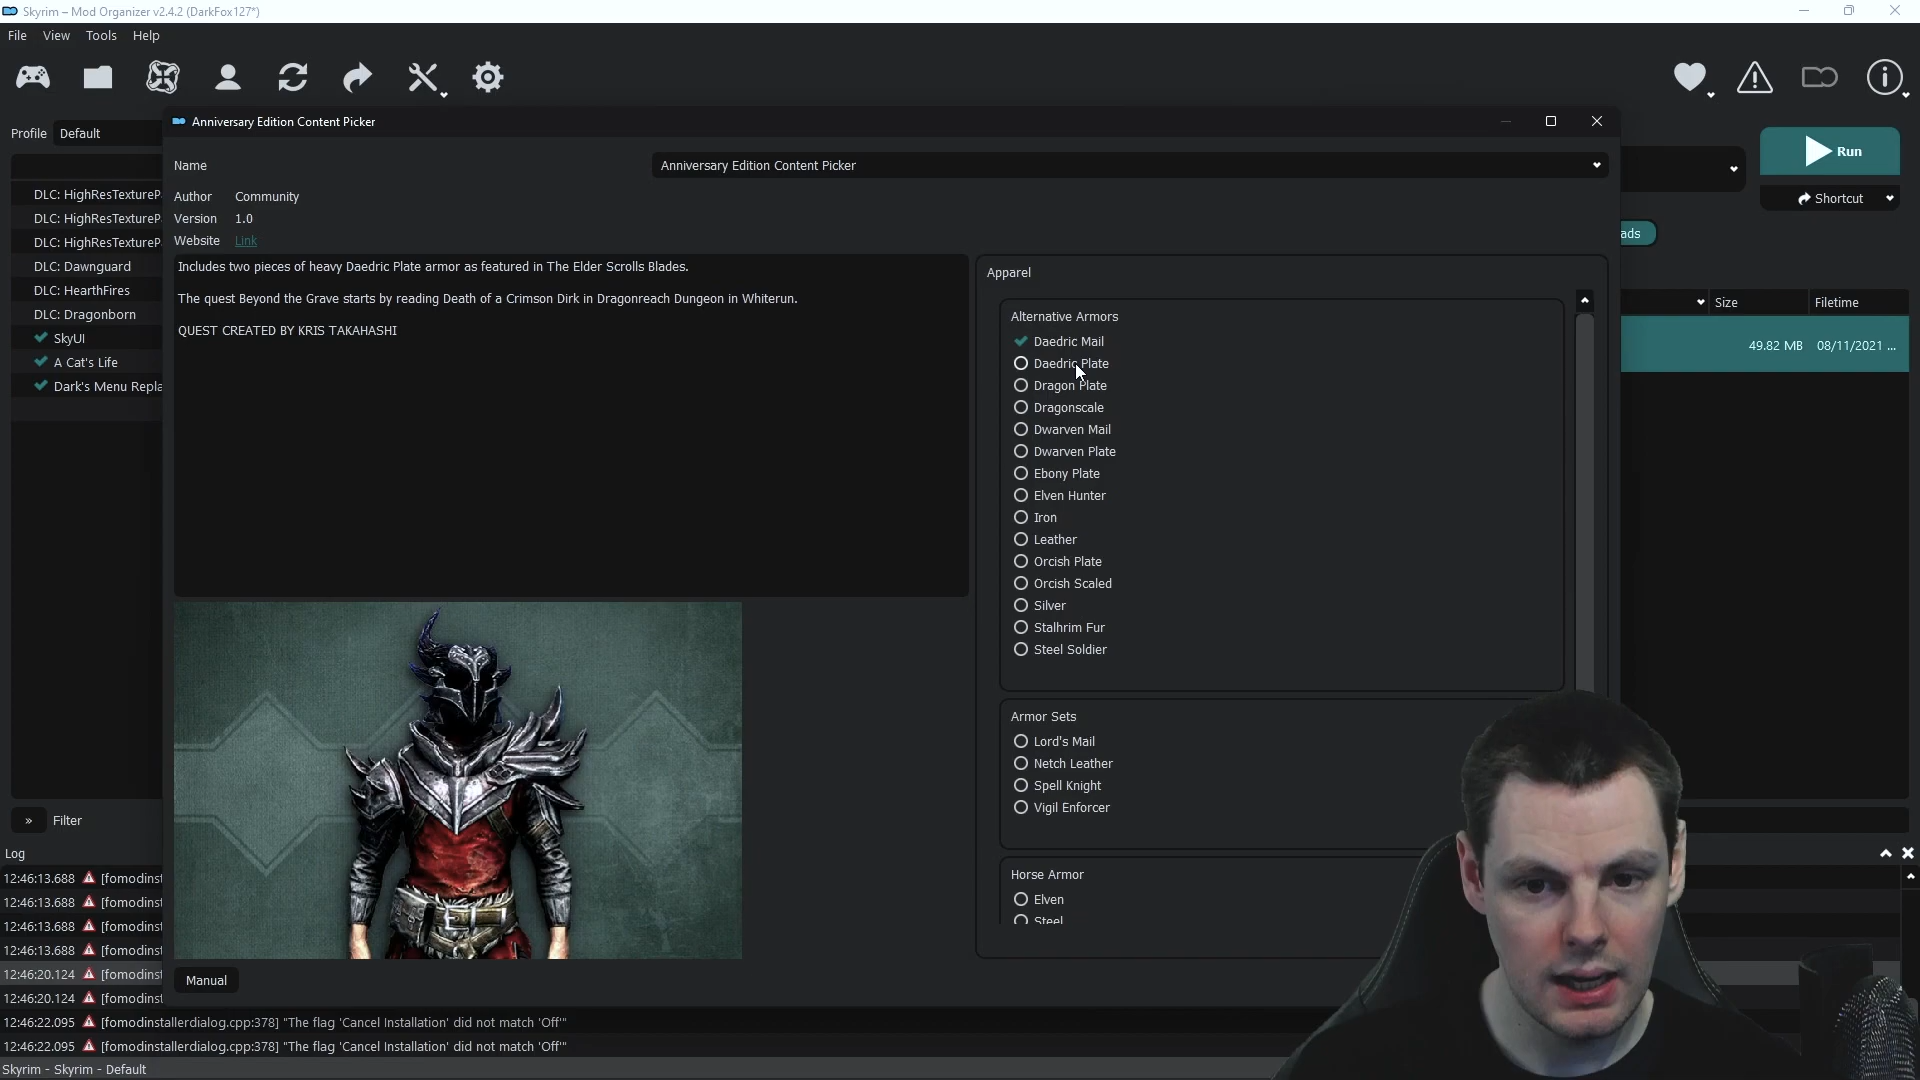 Skyrim – Mod Organizer v2.4.2 (DarkFox127*)
File View Tools Help
Profile Default
Run
Shortcut
DLC: HighResTextureP
DLC: HighResTextureP
DLC: HighResTextureP
DLC: Dawnguard
DLC: HearthFires
DLC: Dragonborn
SkyUI
A Cat's Life
Dark's Menu Repla
» Filter
Anniversary Edition Content Picker
Name Anniversary Edition Content Picker
Author Community
Version 1.0
Website Link
Includes two pieces of heavy Daedric Plate armor as featured in The Elder Scrolls Blades.
The quest Beyond the Grave starts by reading Death of a Crimson Dirk in Dragonreach Dungeon in Whiterun.
QUEST CREATED BY KRIS TAKAHASHI
Manual
Apparel
Alternative Armors
Daedric Mail
Daedric Plate
Dragon Plate
Dragonscale
Dwarven Mail
Dwarven Plate
Ebony Plate
Elven Hunter
Iron
Leather
Orcish Plate
Orcish Scaled
Silver
Stalhrim Fur
Steel Soldier
Armor Sets
Lord's Mail
Netch Leather
Spell Knight
Vigil Enforcer
Horse Armor
Elven
Steel
ads
Size Filetime
49.82 MB 08/11/2021 ...
Log
12:46:13.688 [fomodinst
12:46:13.688 [fomodinst
12:46:13.688 [fomodinst
12:46:13.688 [fomodinst
12:46:20.124 [fomodinst
12:46:20.124 [fomodinst
12:46:22.095 [fomodinstallerdialog.cpp:378] "The flag 'Cancel Installation' did not match 'Off'"
12:46:22.095 [fomodinstallerdialog.cpp:378] "The flag 'Cancel Installation' did not match 'Off'"
Skyrim - Skyrim - Default